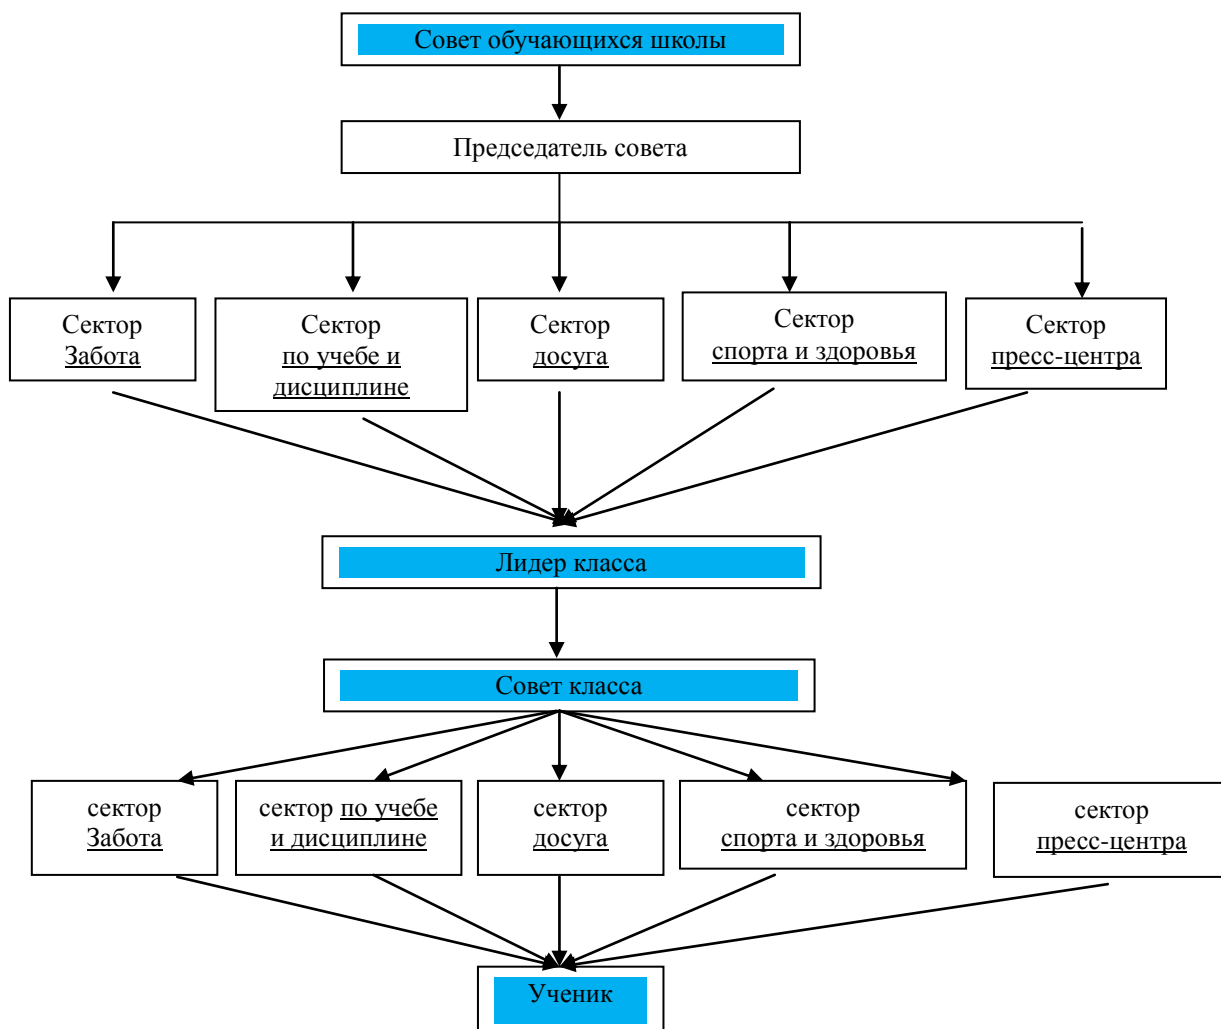 Совет обучающихся школы
Председатель совета
Сектор
Забота
Сектор
по учебе и
дисциплине
Сектор
досуга
Сектор
спорта и здоровья
Сектор
пресс-центра
Лидер класса
Совет класса
сектор
Забота
сектор по учебе
и дисциплине
сектор
досуга
сектор
спорта и здоровья
сектор
пресс-центра
Ученик